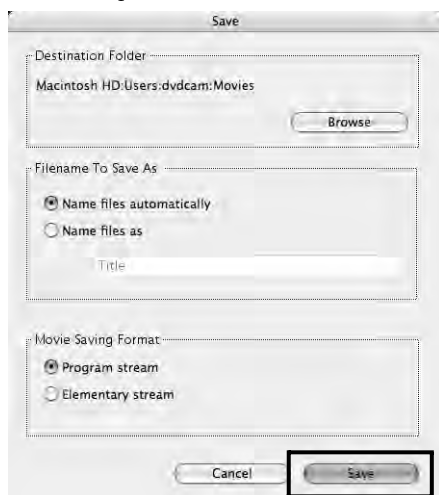 Save
Destination Folder
Macintosh HD:Users:dvdcam:Movies
Browse
Filename To Save As
Name files automatically
Name files as
Title
Movie Saving Format
Program stream
Elementary stream
Cancel
Save